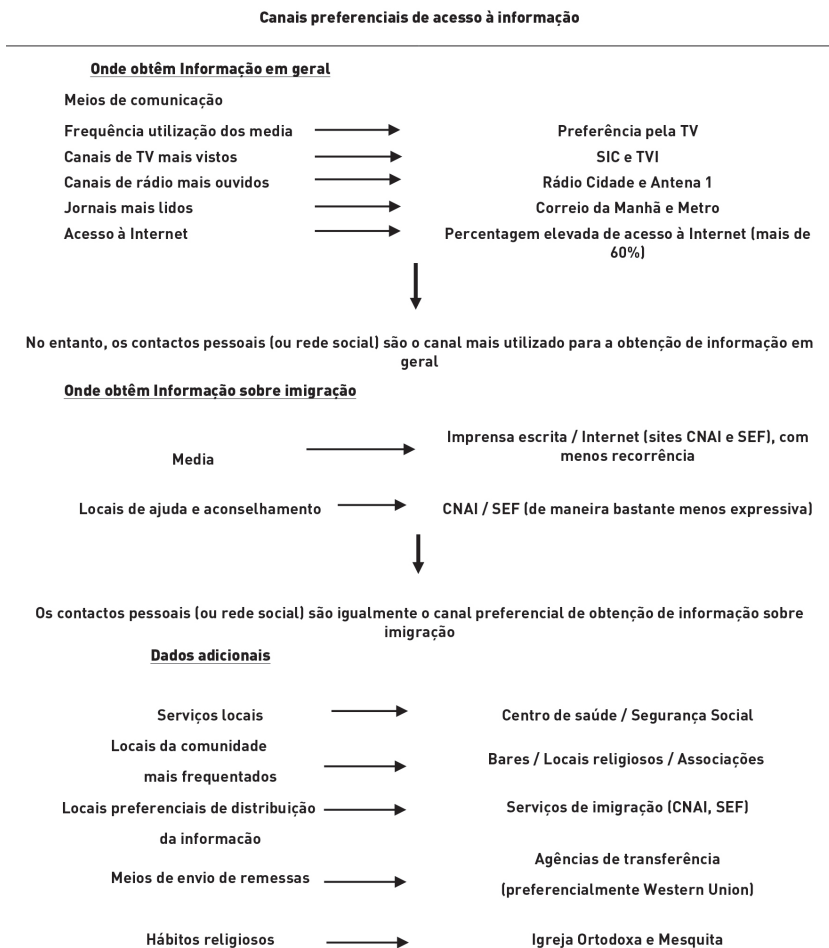 Canais preferenciais de acesso à informação
Onde obtêm Informação em geral
Meios de comunicação
Frequência utilização dos media Preferência pela TV
Canais de TV mais vistos SIC e TVI
Canais de rádio mais ouvidos Rádio Cidade e Antena 1
Jornais mais lidos Correio da Manhã e Metro
Acesso à Internet Percentagem elevada de acesso à Internet (mais de
60%)
No entanto, os contactos pessoais (ou rede social) são o canal mais utilizado para a obtenção de informação em
geral
Onde obtêm Informação sobre imigração
Media
Imprensa escrita / Internet (sites CNAI e SEF), com
menos recorrência
Locais de ajuda e aconselhamento CNAI / SEF (de maneira bastante menos expressiva)
Os contactos pessoais (ou rede social) são igualmente o canal preferencial de obtenção de informação sobre
imigração
Dados adicionais
Serviços locais Centro de saúde / Segurança Social
Locais da comunidade
mais frequentados
Bares / Locais religiosos / Associações
Locais preferenciais de distribuição
da informacão
Serviços de imigração (CNAI, SEF)
Meios de envio de remessas
Agências de transferência
(preferencialmente Western Union)
Hábitos religiosos Igreja Ortodoxa e Mesquita